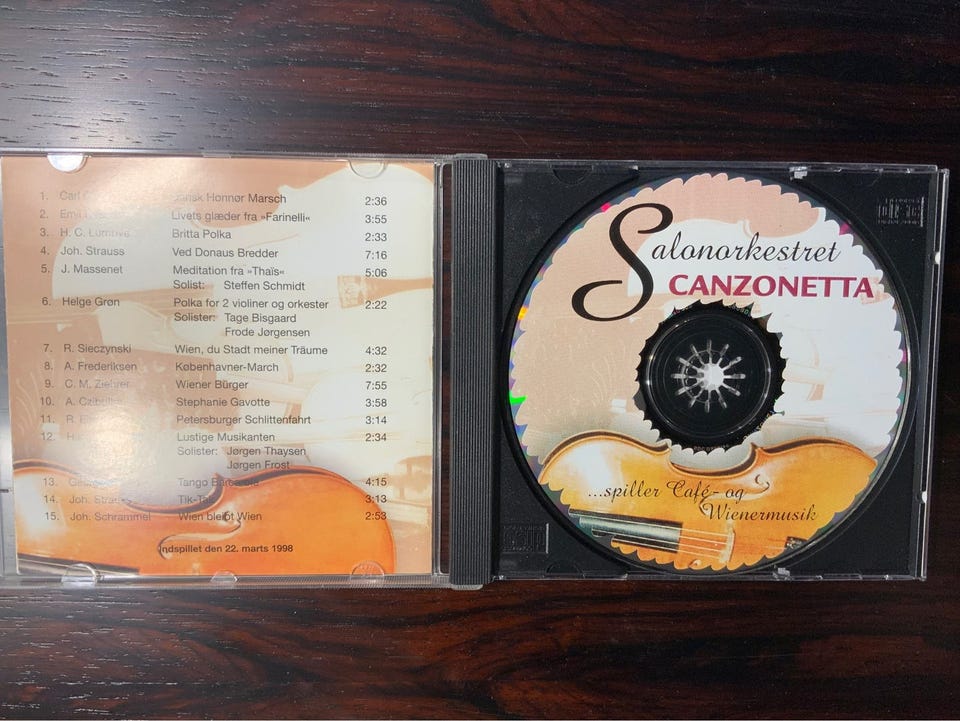 1. Carl Honnør Marsch 2:36
2. Emil Livets glæder fra »Farinelli« 3:55
3. H. C. Lumbye Britta Polka 2:33
4. Joh. Strauss Ved Donaus Bredder 7:16
5. J. Massenet Meditation fra »Thaïs« 5:06
Solist: Steffen Schmidt
6. Helge Grøn Polka for 2 violiner og orkester 2:22
Solister: Tage Bisgaard
Frode Jørgensen
7. R. Sieczynski Wien, du Stadt meiner Träume 4:32
8. A. Frederiksen Københavner-March 2:32
9. C. M. Ziehrer Wiener Bürger 7:55
10. A. Czibulka Stephanie Gavotte 3:58
11. R. Petersburger Schlittenfahrt 3:14
12. Lustige Musikanten 2:34
Solister: Jørgen Thaysen
Jørgen Frost
13. Tango 4:15
14. Joh. Strauss Tik-Tak 3:13
15. Joh. Schrammel Wien bleibt Wien 2:53
Indspillet den 22. marts 1998
Salonorkestret
CANZONETTA
...spiller Café- og
Wienermusik